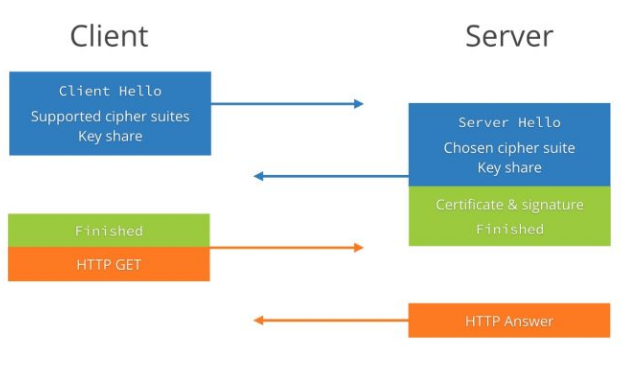 Client
Server
Client Hello
Supported cipher suites
Key share
Server Hello
Chosen cipher suite
Key share
Certificate & signature
Finished
Finished
HTTP GET
HTTP Answer